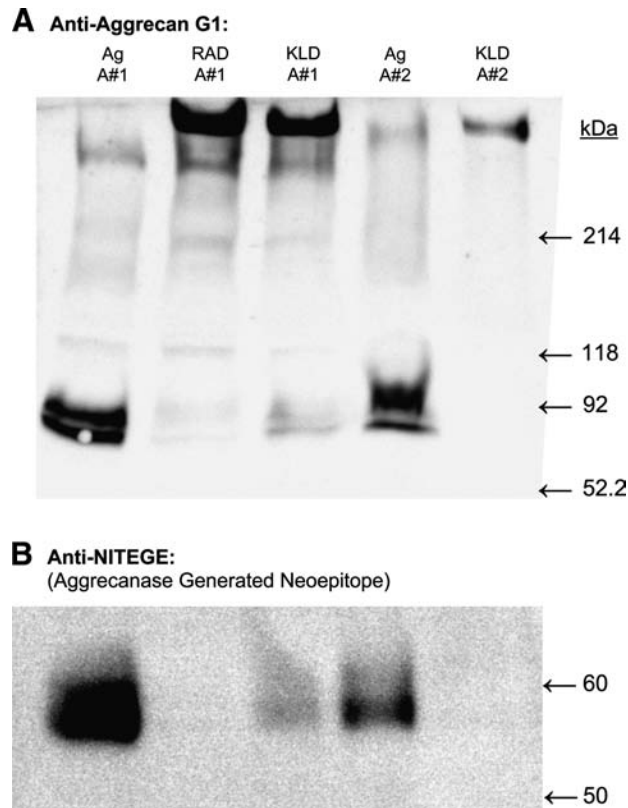 A Anti-Aggrecan G1:
Ag RAD KLD Ag KLD
A#1 A#1 A#1 A#2 A#2
kDa
← 214
← 118
← 92
← 52.2
B Anti-NITEGE:
(Aggrecanase Generated Neoepitope)
← 60
← 50